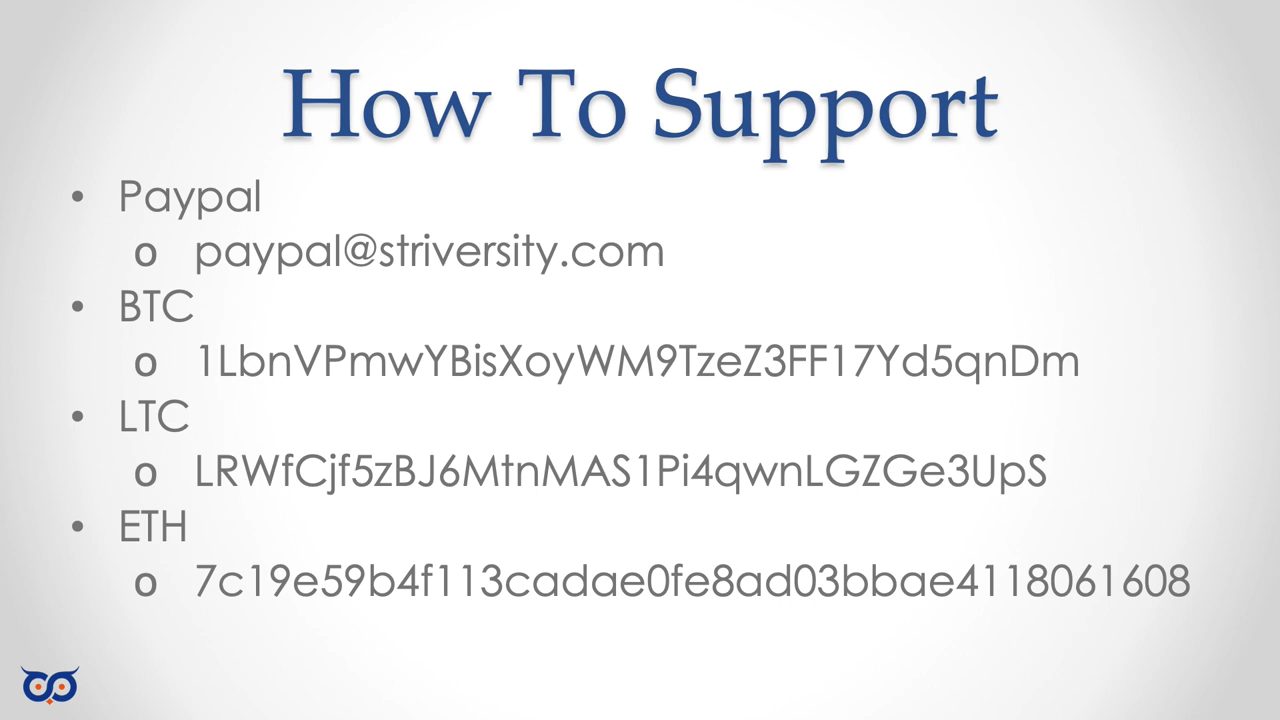 How To Support
• Paypal
o paypal@striversity.com
• BTC
o 1LbnVPmwYBisXoyWM9TzeZ3FF17Yd5qnDm
• LTC
o LRWfCjf5zBJ6MtnMAS1Pi4qwnLGZGe3UpS
• ETH
o 7c19e59b4f113cadae0fe8ad03bbae4118061608